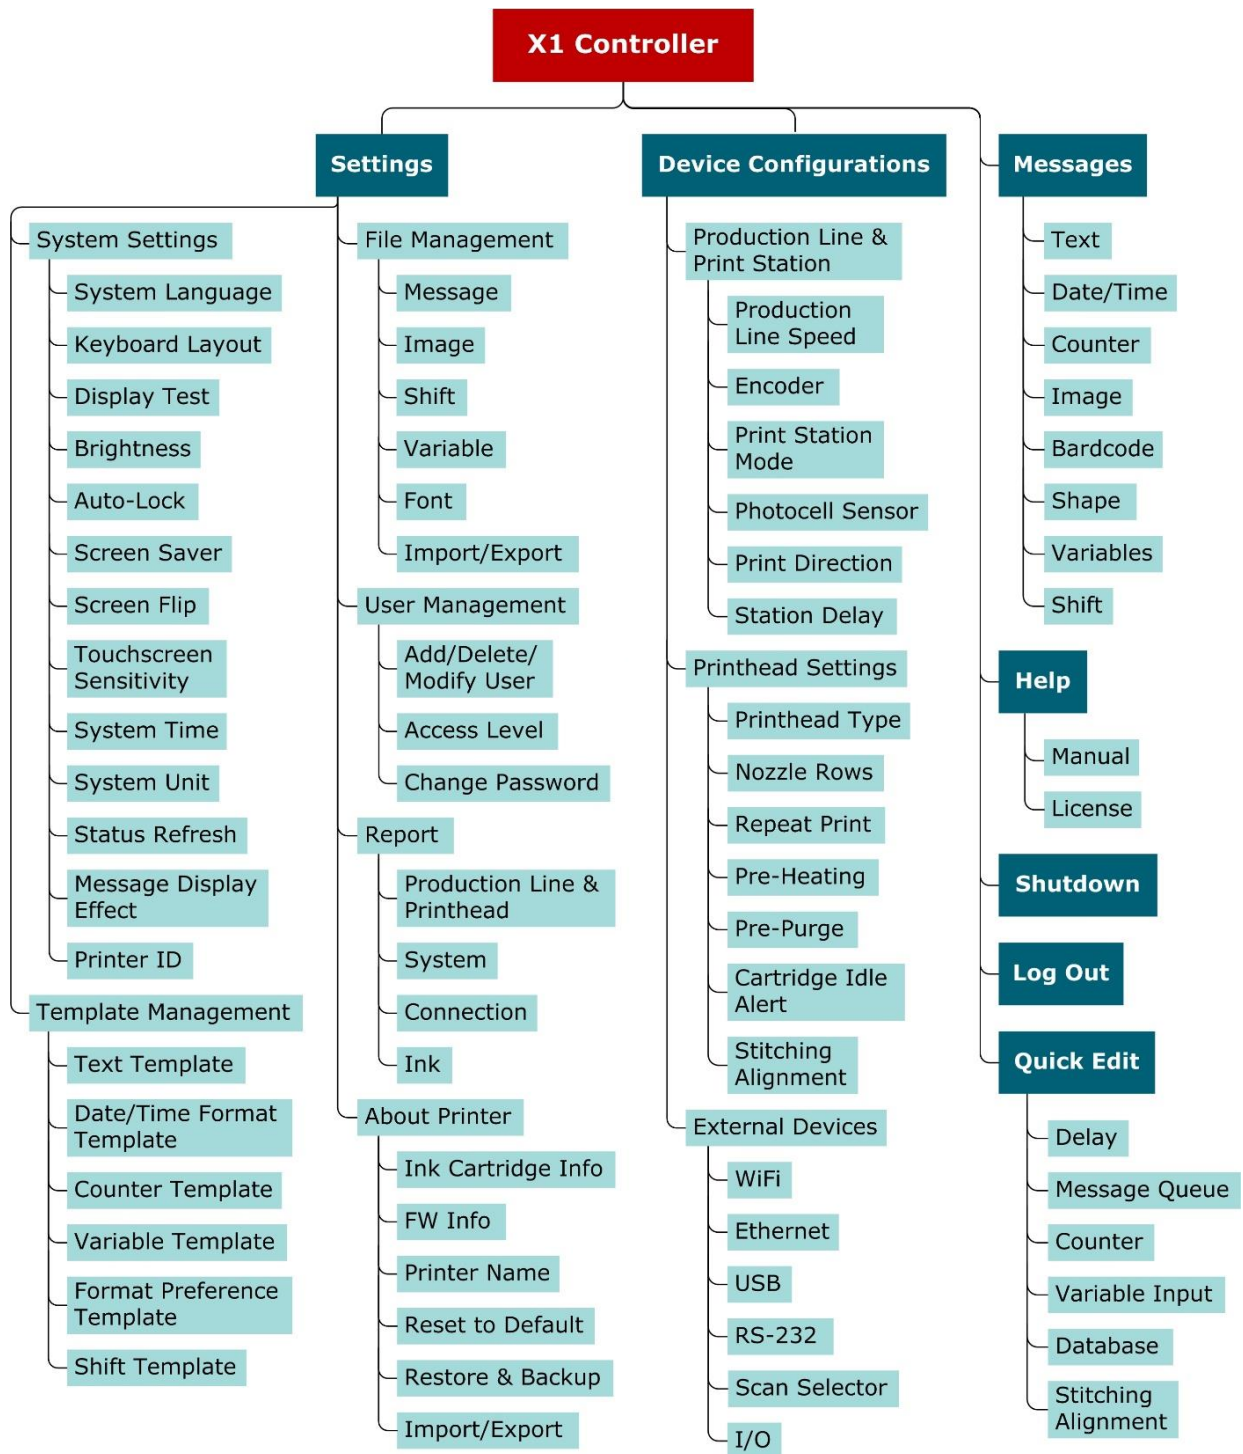 X1 Controller
Settings
System Settings
System Language
Keyboard Layout
Display Test
Brightness
Auto-Lock
Screen Saver
Screen Flip
Touchscreen
Sensitivity
System Time
System Unit
Status Refresh
Message Display
Effect
Printer ID
Template Management
Text Template
Date/Time Format
Template
Counter Template
Variable Template
Format Preference
Template
Shift Template
File Management
Message
Image
Shift
Variable
Font
Import/Export
User Management
Add/Delete/
Modify User
Access Level
Change Password
Report
Production Line &
Printhead
System
Connection
Ink
About Printer
Ink Cartridge Info
FW Info
Printer Name
Reset to Default
Restore & Backup
Import/Export
Device Configurations
Production Line &
Print Station
Production
Line Speed
Encoder
Print Station
Mode
Photocell Sensor
Print Direction
Station Delay
Printhead Settings
Printhead Type
Nozzle Rows
Repeat Print
Pre-Heating
Pre-Purge
Cartridge Idle
Alert
Stitching
Alignment
External Devices
WiFi
Ethernet
USB
RS-232
Scan Selector
I/O
Messages
Text
Date/Time
Counter
Image
Bardcode
Shape
Variables
Shift
Help
Manual
License
Shutdown
Log Out
Quick Edit
Delay
Message Queue
Counter
Variable Input
Database
Stitching
Alignment